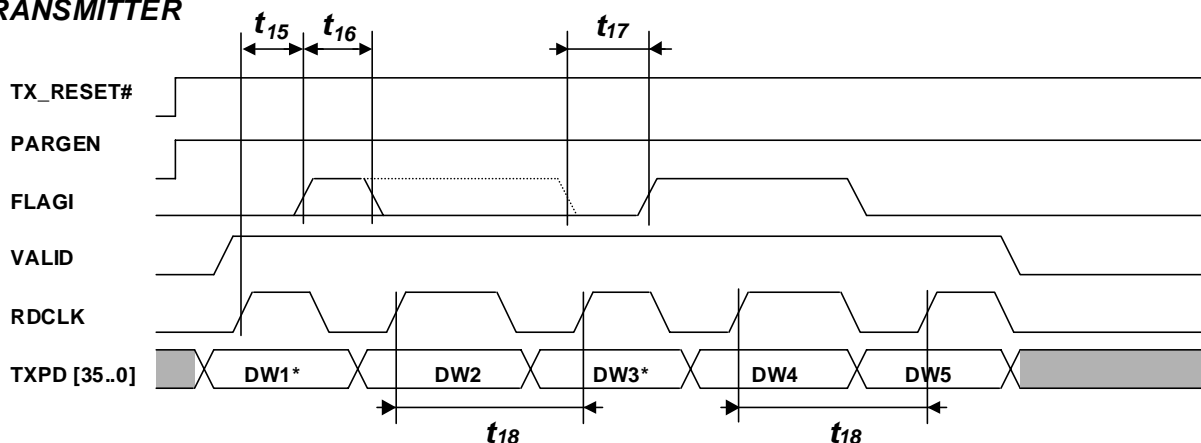 RANSMITTER
t15 t16 t17
TX_RESET#
PARGEN
FLAGI
VALID
RDCLK
TXPD [35..0] DW1* DW2 DW3* DW4 DW5
t18 t18